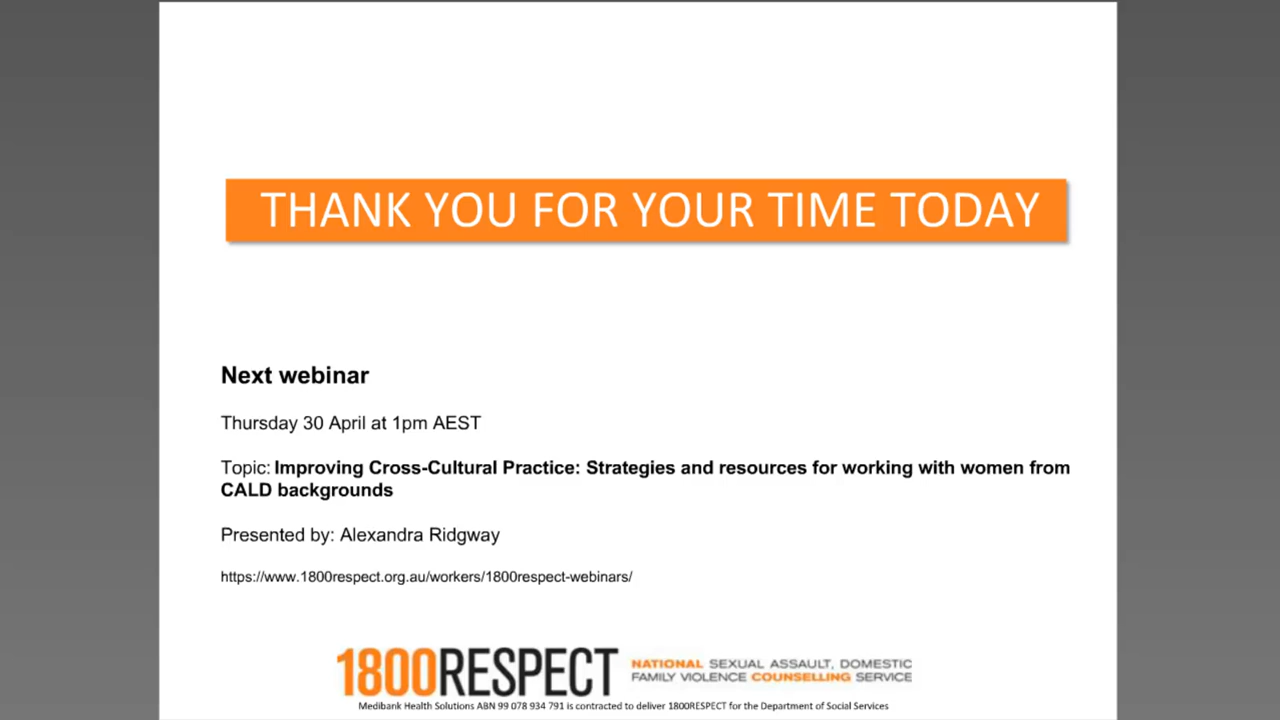 THANK YOU FOR YOUR TIME TODAY
Next webinar
Thursday 30 April at 1pm AEST
Topic: Improving Cross-Cultural Practice: Strategies and resources for working with women from
CALD backgrounds
Presented by: Alexandra Ridgway
https://www.1800respect.org.au/workers/1800respect-webinars/
1800RESPECT
NATIONAL SEXUAL ASSAULT, DOMESTIC
FAMILY VIOLENCE COUNSELLING SERVICE
Medibank Health Solutions ABN 99 078 934 791 is contracted to deliver 1800RESPECT for the Department of Social Services